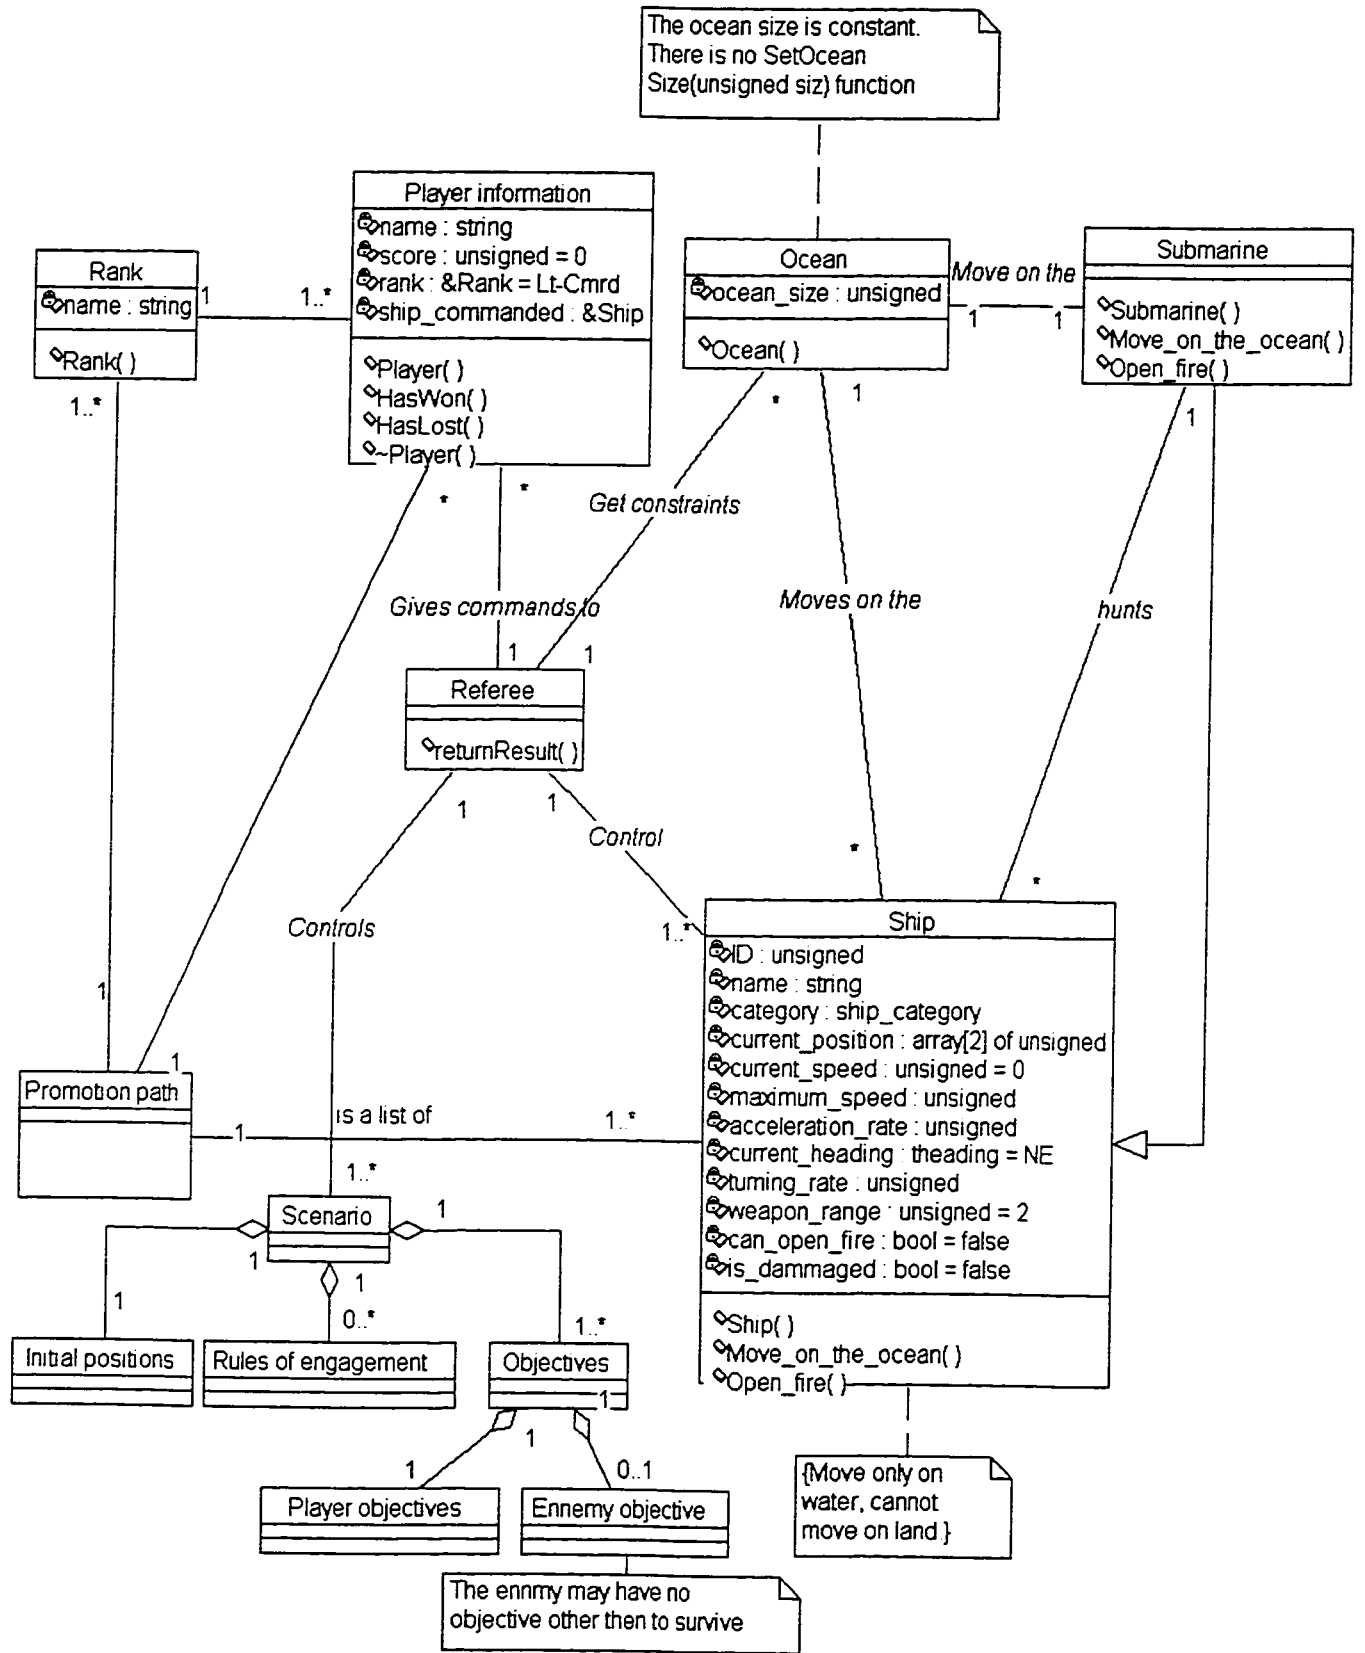 The ocean size is constant.
There is no SetOcean
Size(unsigned siz) function
Player information
name : string
score : unsigned = 0
rank : &Rank = Lt-Cmrd
ship_commanded : &Ship
Player( )
HasWon( )
HasLost( )
~Player( )
Rank
name : string
Rank( )
1
1..*
1..*
Ocean
ocean_size : unsigned
Ocean( )
Move on the
1
1
Submarine
Submarine( )
Move_on_the_ocean( )
Open_fire( )
*
*
*
1
1
Get constraints
Gives commands to
Moves on the
hunts
1
1
Referee
returnResult( )
1
1
Control
Controls
*
*
1..*
Ship
ID : unsigned
name : string
category : ship_category
current_position : array[2] of unsigned
current_speed : unsigned = 0
maximum_speed : unsigned
acceleration_rate : unsigned
current_heading : theading = NE
turning_rate : unsigned
weapon_range : unsigned = 2
can_open_fire : bool = false
is_dammaged : bool = false
Ship( )
Move_on_the_ocean( )
Open_fire( )
1
1
Promotion path
is a list of
1
1..*
1..*
Scenario
1
1
1
1
0..*
1..*
Initial positions
Rules of engagement
Objectives
1
1
1
0..1
Player objectives
Ennemy objective
{Move only on
water, cannot
move on land }
The ennmy may have no
objective other then to survive